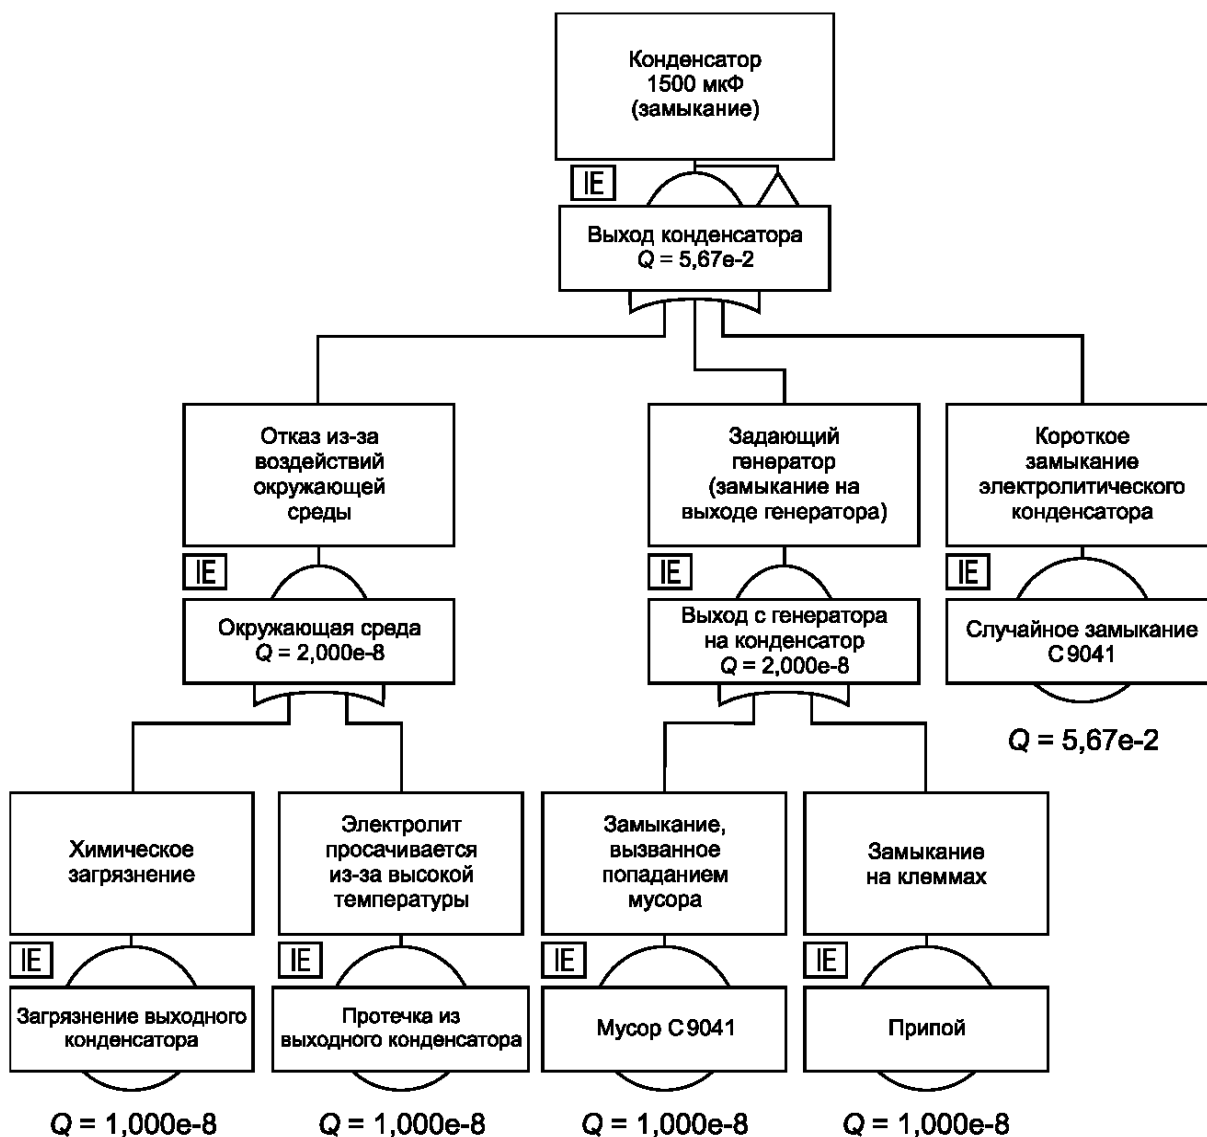 Конденсатор
1500 мкФ
(замыкание)
IE
Выход конденсатора
Q = 5,67e-2
Отказ из-за
воздействий
окружающей
среды
Задающий
генератор
(замыкание на
выходе генератора)
Короткое
замыкание
электролитического
конденсатора
IE
IE
IE
Окружающая среда
Q = 2,000e-8
Выход с генератора
на конденсатор
Q = 2,000e-8
Случайное замыкание
С9041
Q = 5,67e-2
Химическое
загрязнение
Электролит
просачивается
из-за высокой
температуры
Замыкание,
вызванное
попаданием
мусора
Замыкание
на клеммах
IE
IE
IE
IE
Загрязнение выходного
конденсатора
Протечка из
выходного конденсатора
Мусор С9041
Припой
Q = 1,000e-8
Q = 1,000e-8
Q = 1,000e-8
Q = 1,000e-8